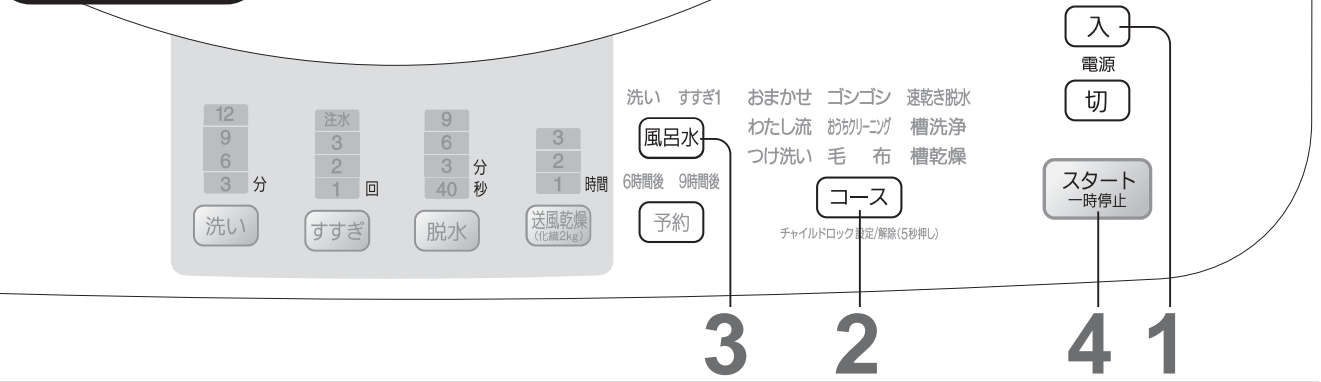 入
電源
切
スタート
一時停止
洗い すすぎ1
風呂水
6時間後 9時間後
予約
おまかせ ゴシゴシ 速乾き脱水
わたし流 おうちクリーニング 槽洗浄
つけ洗い 毛布 槽乾燥
コース
チャイルドロック設定/解除(5秒押し)
12
9
6
3 分
洗い
注水
3
2
1 回
すすぎ
9
6
3 分
40 秒
脱水
3
2
1 時間
送風乾燥
(化繊2kg)
3 2 4 1